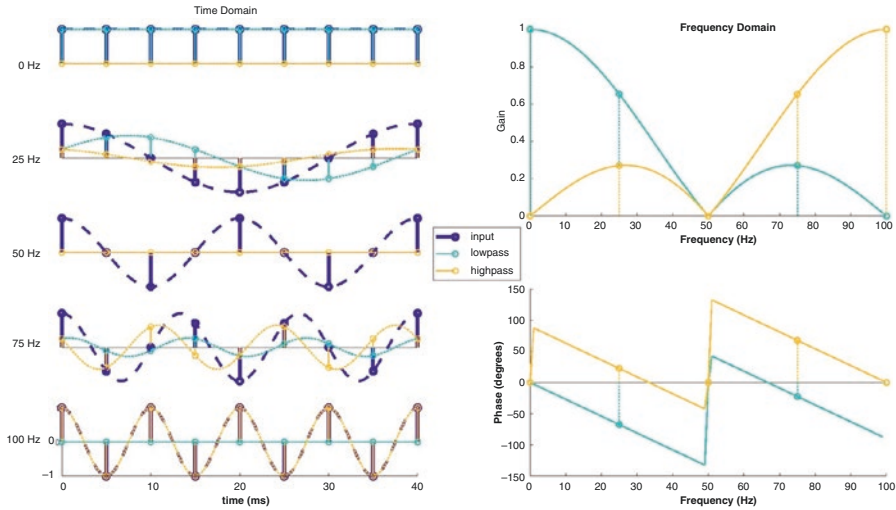 Time Domain
0 Hz
25 Hz
50 Hz
75 Hz
100 Hz
0
−1
0 10 20 30 40
time (ms)
input
lowpass
highpass
Frequency Domain
1
0.8
0.6
0.4
0.2
0
Gain
0 10 20 30 40 50 60 70 80 90 100
Frequency (Hz)
150
100
50
0
−50
−100
−150
Phase (degrees)
0 10 20 30 40 50 60 70 80 90 100
Frequency (Hz)